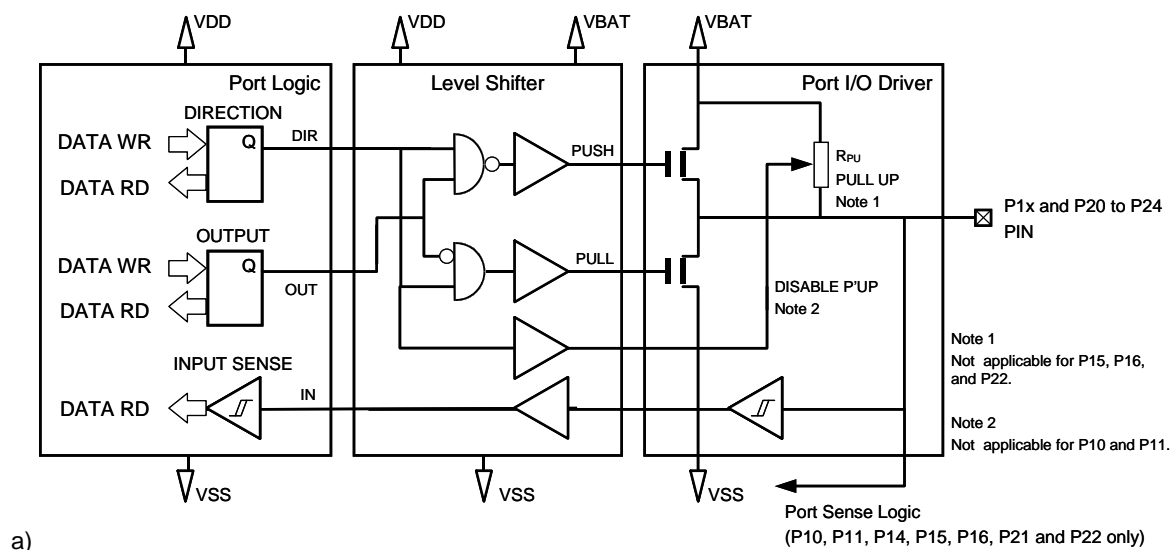 VDD
VDD
VBAT
VBAT
Port Logic
Level Shifter
Port I/O Driver
DIRECTION
DATA WR
Q
DIR
DATA RD
PUSH
RPU
PULL UP
Note 1
P1x and P20 to P24
PIN
OUTPUT
DATA WR
Q
OUT
DATA RD
PULL
DISABLE P'UP
Note 2
INPUT SENSE
DATA RD
IN
Note 1
Not applicable for P15, P16,
and P22.
Note 2
Not applicable for P10 and P11.
VSS
VSS
VSS
Port Sense Logic
(P10, P11, P14, P15, P16, P21 and P22 only)
a)